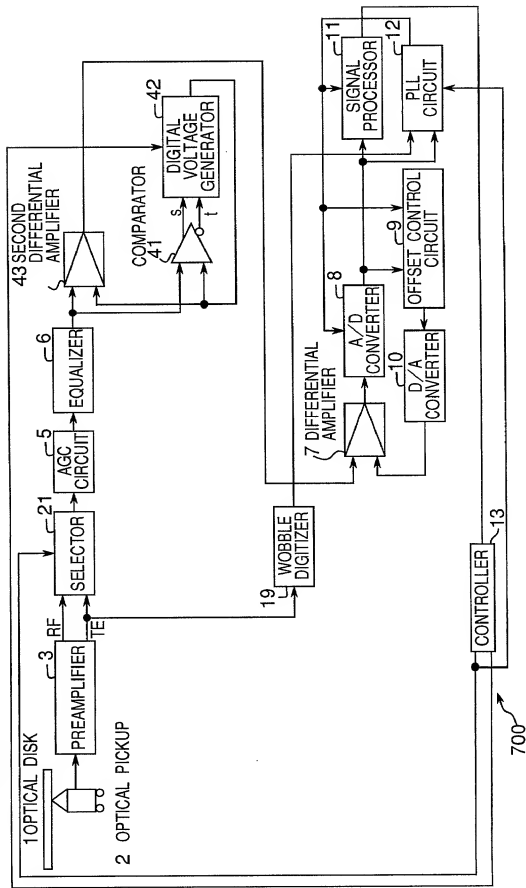 1 OPTICAL DISK
2 OPTICAL PICKUP
3
PREAMPLIFIER
RF
TE
21
SELECTOR
5
AGC
CIRCUIT
6
EQUALIZER
43 SECOND
DIFFERENTIAL
AMPLIFIER
COMPARATOR
41
s
t
42
DIGITAL
VOLTAGE
GENERATOR
19
WOBBLE
DIGITIZER
7 DIFFERENTIAL
AMPLIFIER
8
A/D
CONVERTER
10
D/A
CONVERTER
9
OFFSET CONTROL
CIRCUIT
11
SIGNAL
PROCESSOR
12
PLL
CIRCUIT
13
CONTROLLER
700